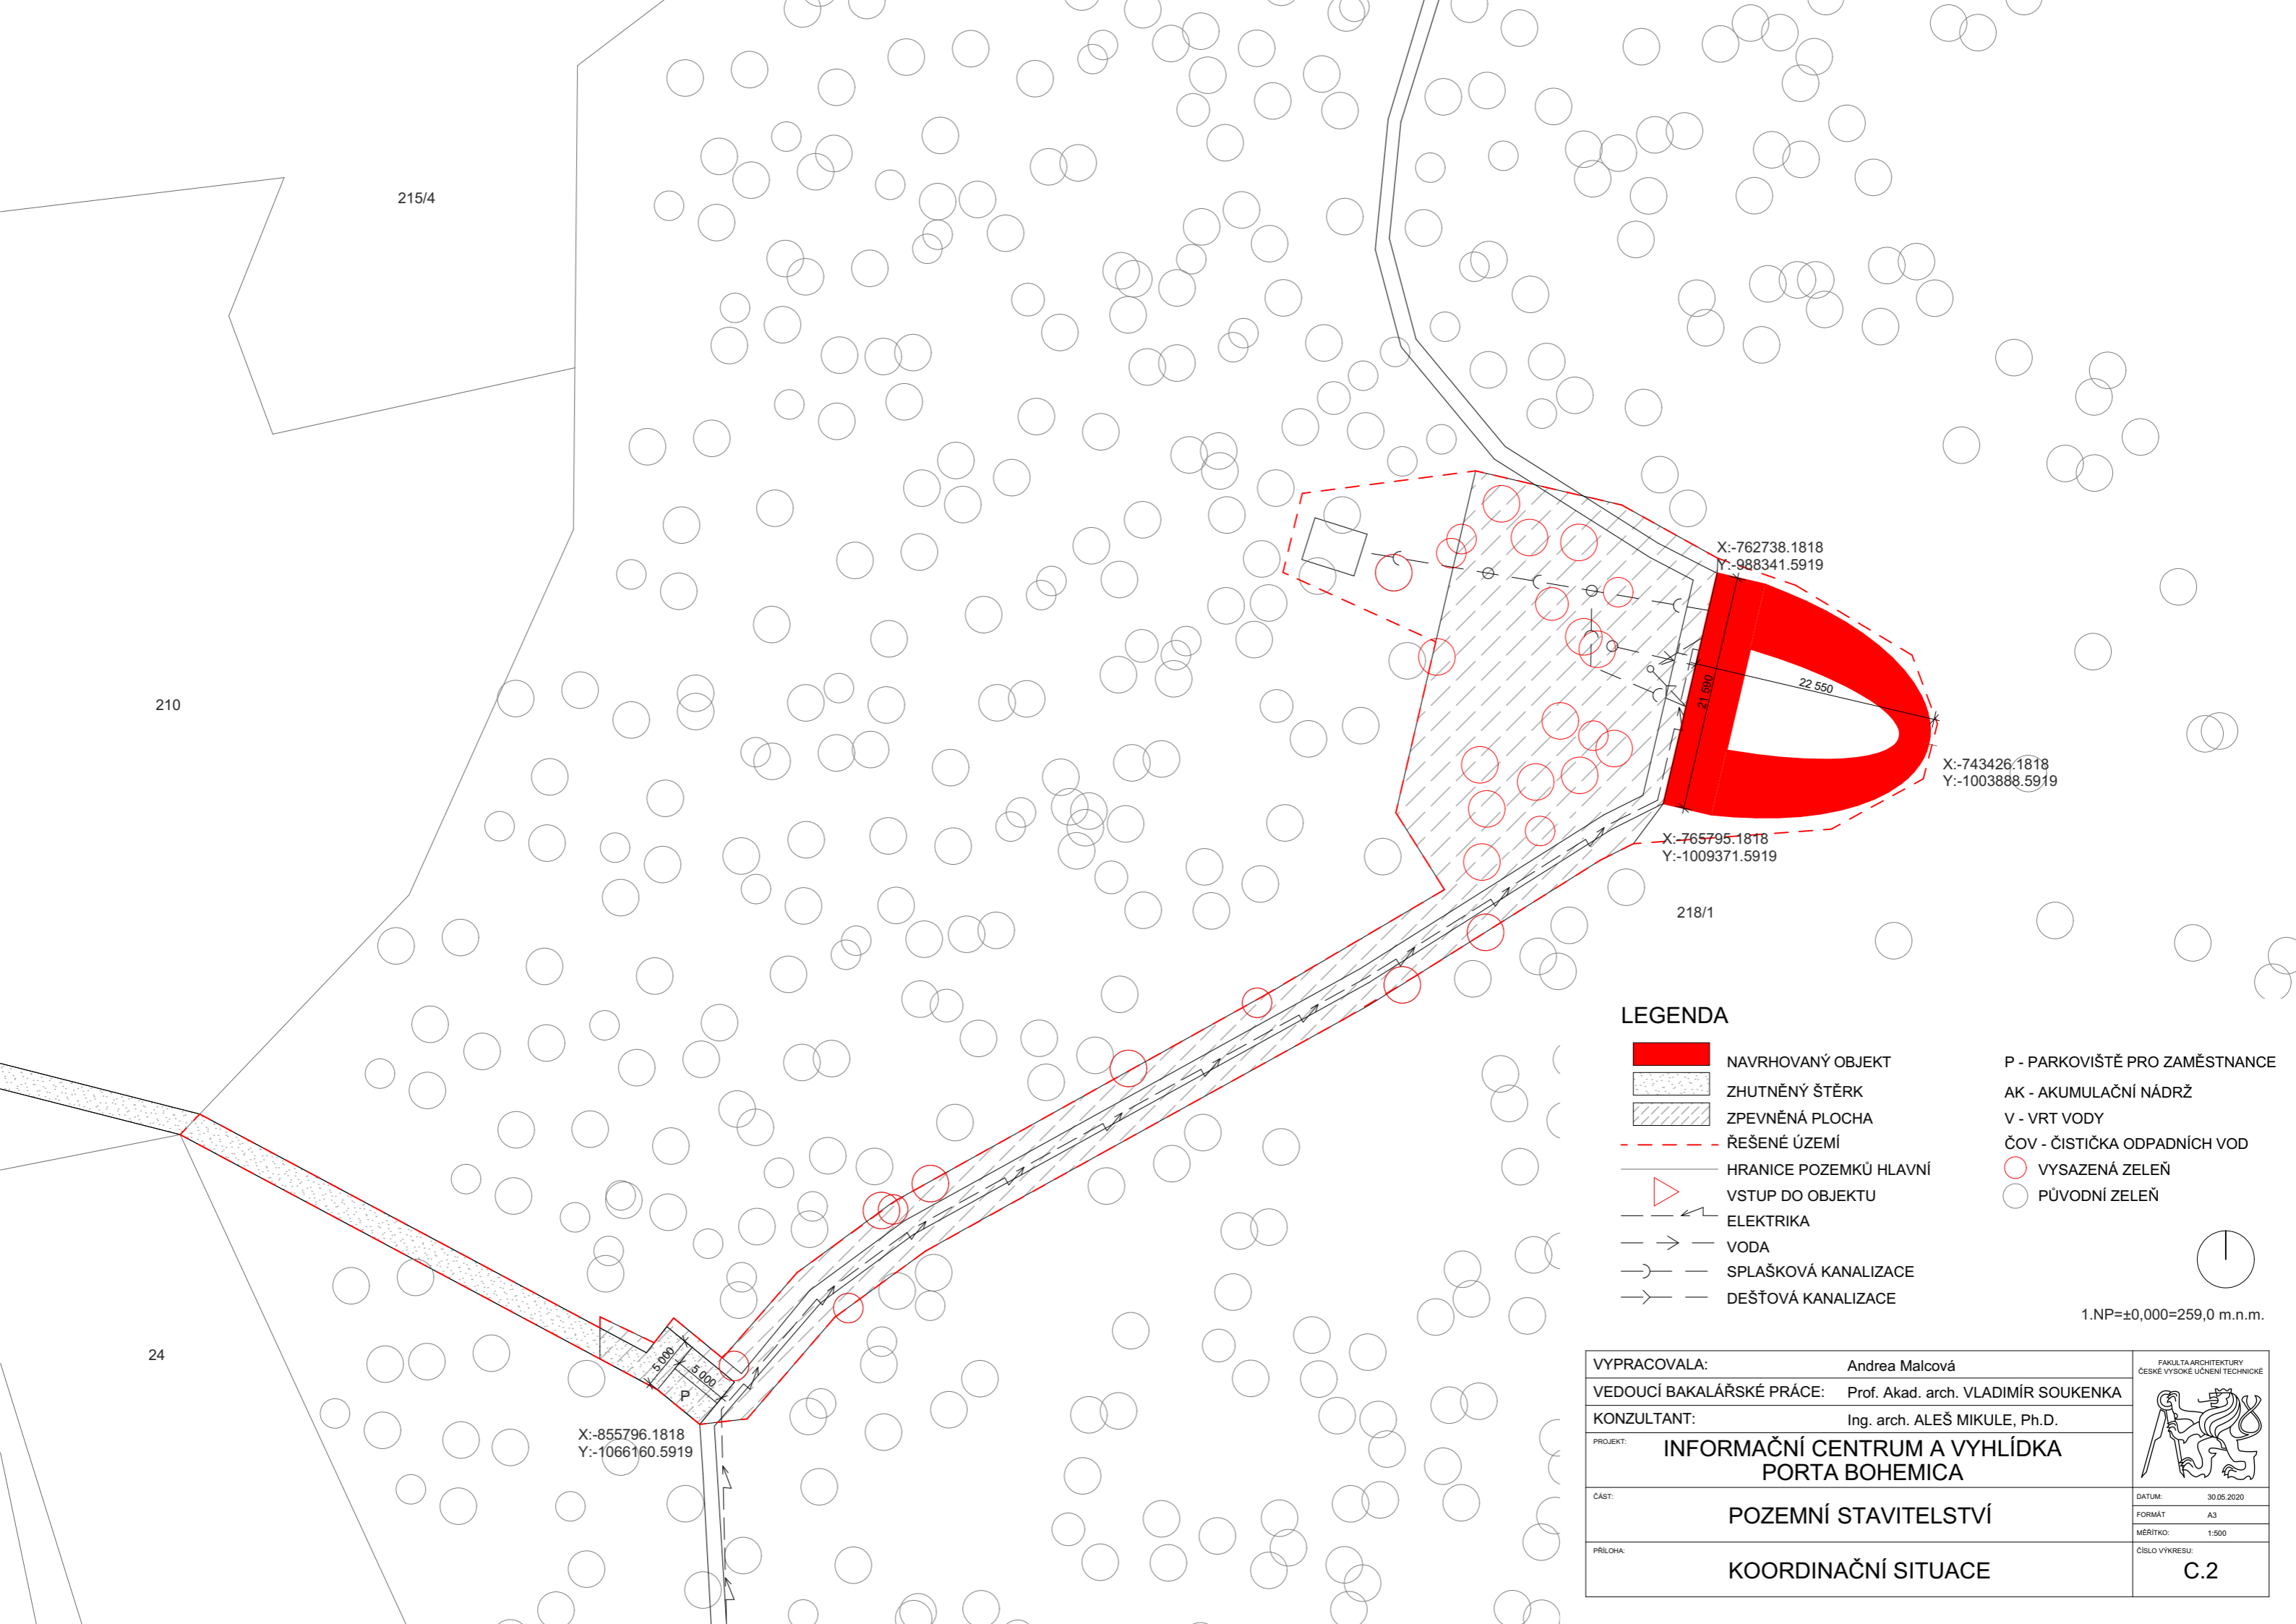 215/4
210
24
X:-762738.1818
Y:-988341.5919
21 590
22 550
X:-743426.1818
Y:-1003888.5919
X:-765795.1818
Y:-1009371.5919
218/1
5 000
5 000
P
X:-855796.1818
Y:-1066160.5919
LEGENDA
NAVRHOVANÝ OBJEKT
ZHUTNĚNÝ ŠTĚRK
ZPEVNĚNÁ PLOCHA
ŘEŠENÉ ÚZEMÍ
HRANICE POZEMKŮ HLAVNÍ
VSTUP DO OBJEKTU
ELEKTRIKA
VODA
SPLAŠKOVÁ KANALIZACE
DEŠŤOVÁ KANALIZACE
P - PARKOVIŠTĚ PRO ZAMĚSTNANCE
AK - AKUMULAČNÍ NÁDRŽ
V - VRT VODY
ČOV - ČISTIČKA ODPADNÍCH VOD
VYSAZENÁ ZELEŇ
PŮVODNÍ ZELEŇ
1.NP=±0,000=259,0 m.n.m.
VYPRACOVALA: Andrea Malcová
VEDOUCÍ BAKALÁŘSKÉ PRÁCE: Prof. Akad. arch. VLADIMÍR SOUKENKA
KONZULTANT: Ing. arch. ALEŠ MIKULE, Ph.D.
PROJEKT: INFORMAČNÍ CENTRUM A VYHLÍDKA
PORTA BOHEMICA
ČÁST:
POZEMNÍ STAVITELSTVÍ
PŘÍLOHA:
KOORDINAČNÍ SITUACE
FAKULTA ARCHITEKTURY
ČESKÉ VYSOKÉ UČNENÍ TECHNICKÉ
DATUM: 30.05.2020
FORMÁT A3
MĚŘÍTKO: 1:500
ČÍSLO VÝKRESU:
C.2